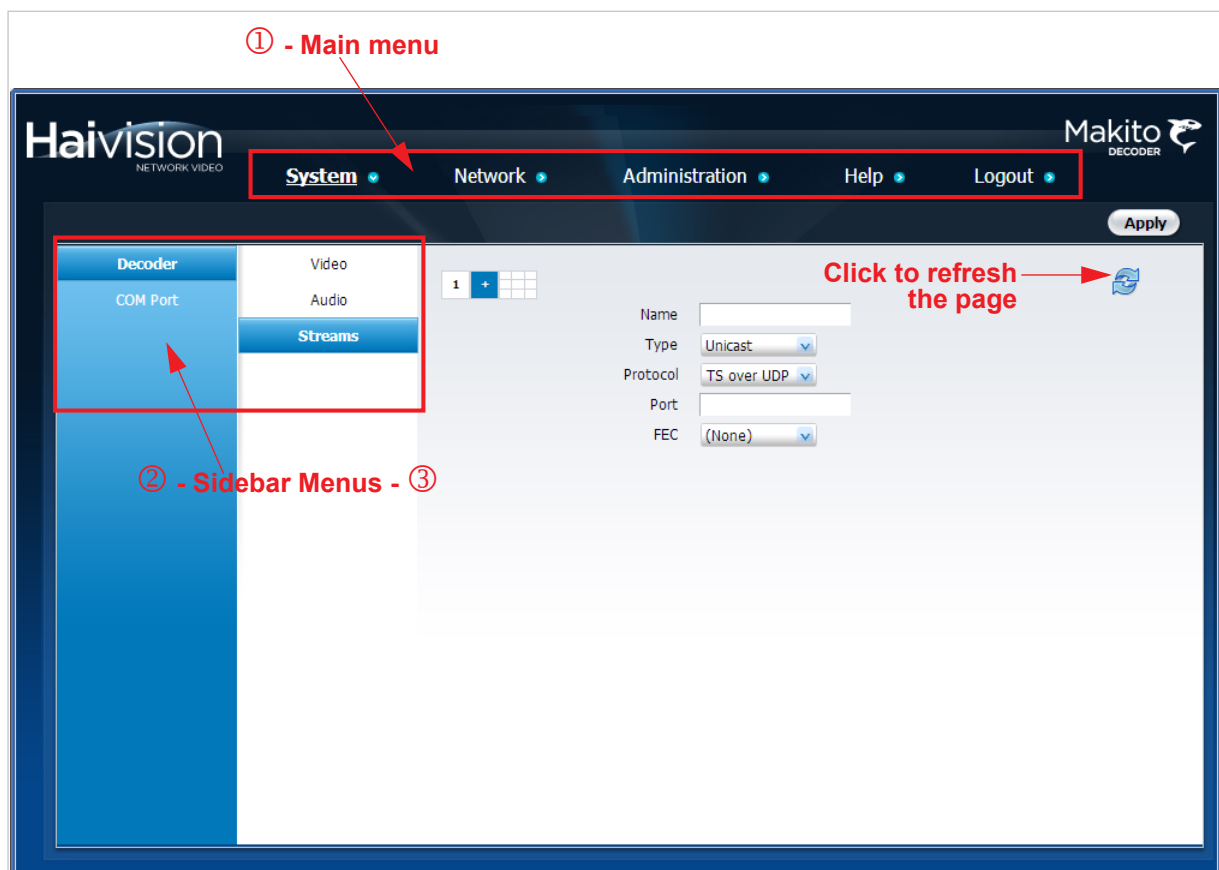 ① - Main menu
Haivision
NETWORK VIDEO
Makito
DECODER
System Network Administration Help Logout
Apply
Decoder
COM Port
Video
Audio
Streams
1 +
Click to refresh
the page
Name
Type Unicast
Protocol TS over UDP
Port
FEC (None)
② - Sidebar Menus - ③